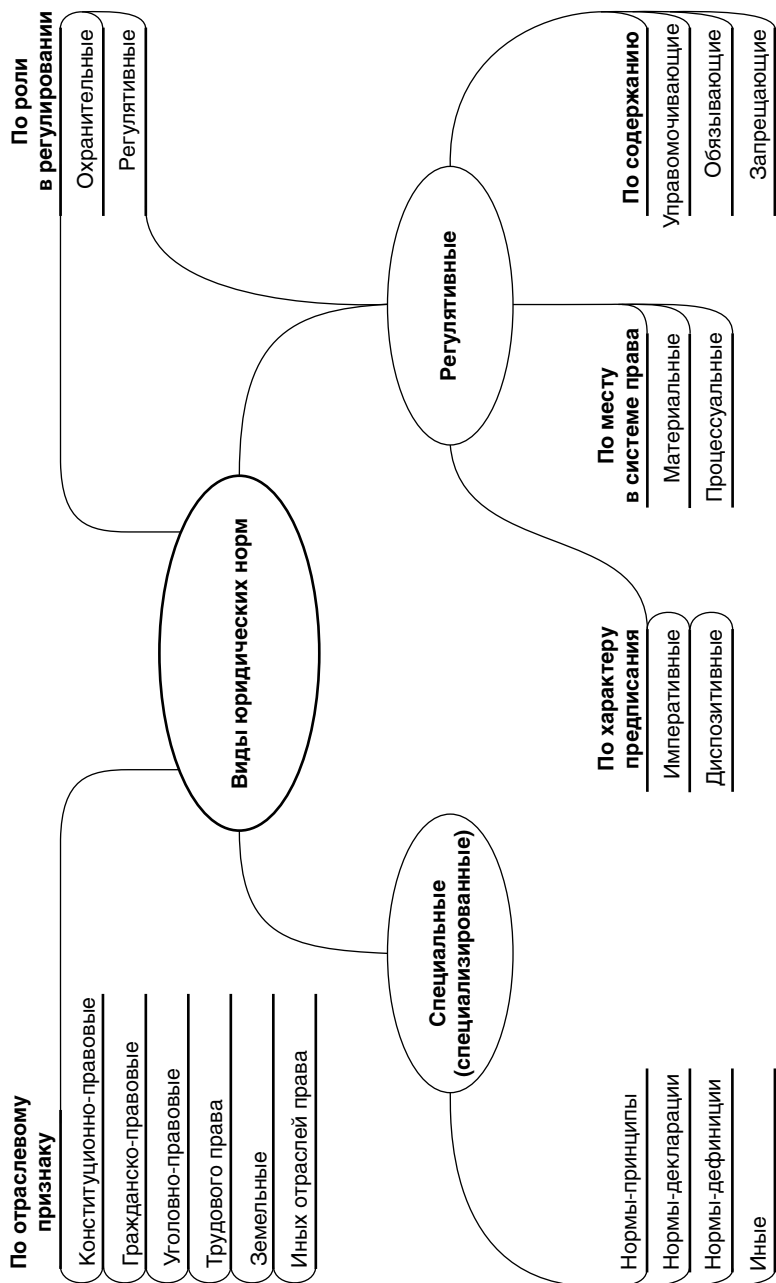 По отраслевому
признаку
Конституционно-правовые
Гражданско-правовые
Уголовно-правовые
Трудового права
Земельные
Иных отраслей права
По роли
в регулировании
Охранительные
Регулятивные
Виды юридических норм
Специальные
(специализированные)
Регулятивные
Нормы-принципы
Нормы-декларации
Нормы-дефиниции
Иные
По характеру
предписания
Императивные
Диспозитивные
По месту
в системе права
Материальные
Процессуальные
По содержанию
Управомочивающие
Обязывающие
Запрещающие